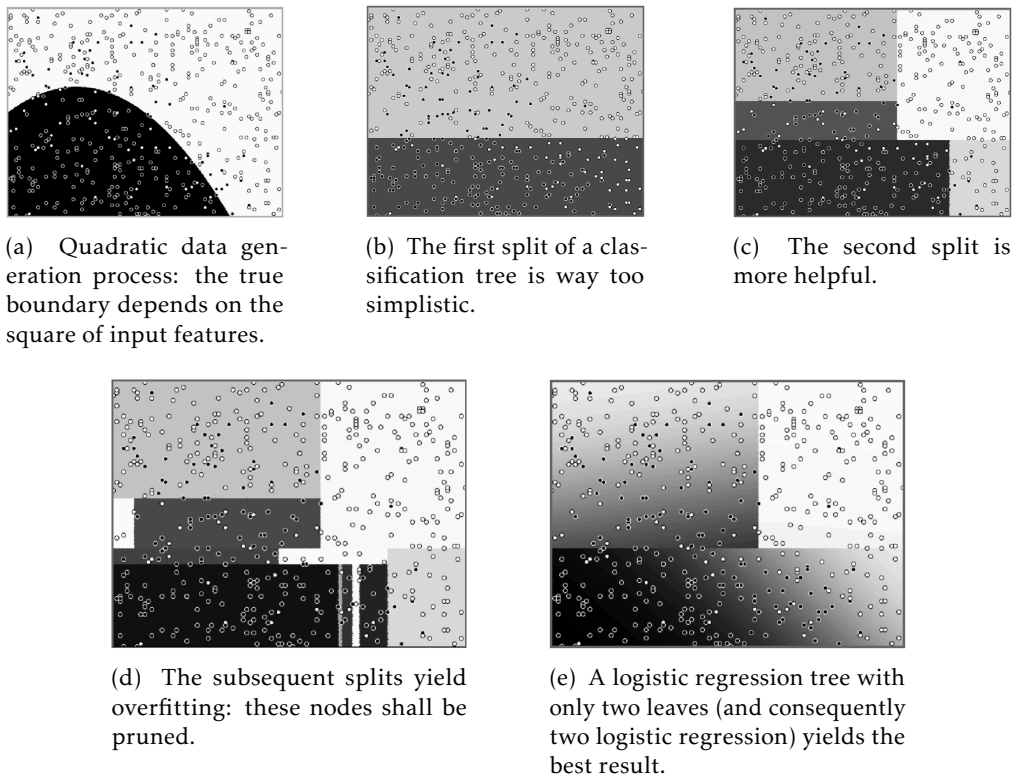 (a) Quadratic data gen-
eration process: the true
boundary depends on the
square of input features.
(b) The first split of a clas-
sification tree is way too
simplistic.
(c) The second split is
more helpful.
(d) The subsequent splits yield
overfitting: these nodes shall be
pruned.
(e) A logistic regression tree with
only two leaves (and consequently
two logistic regression) yields the
best result.